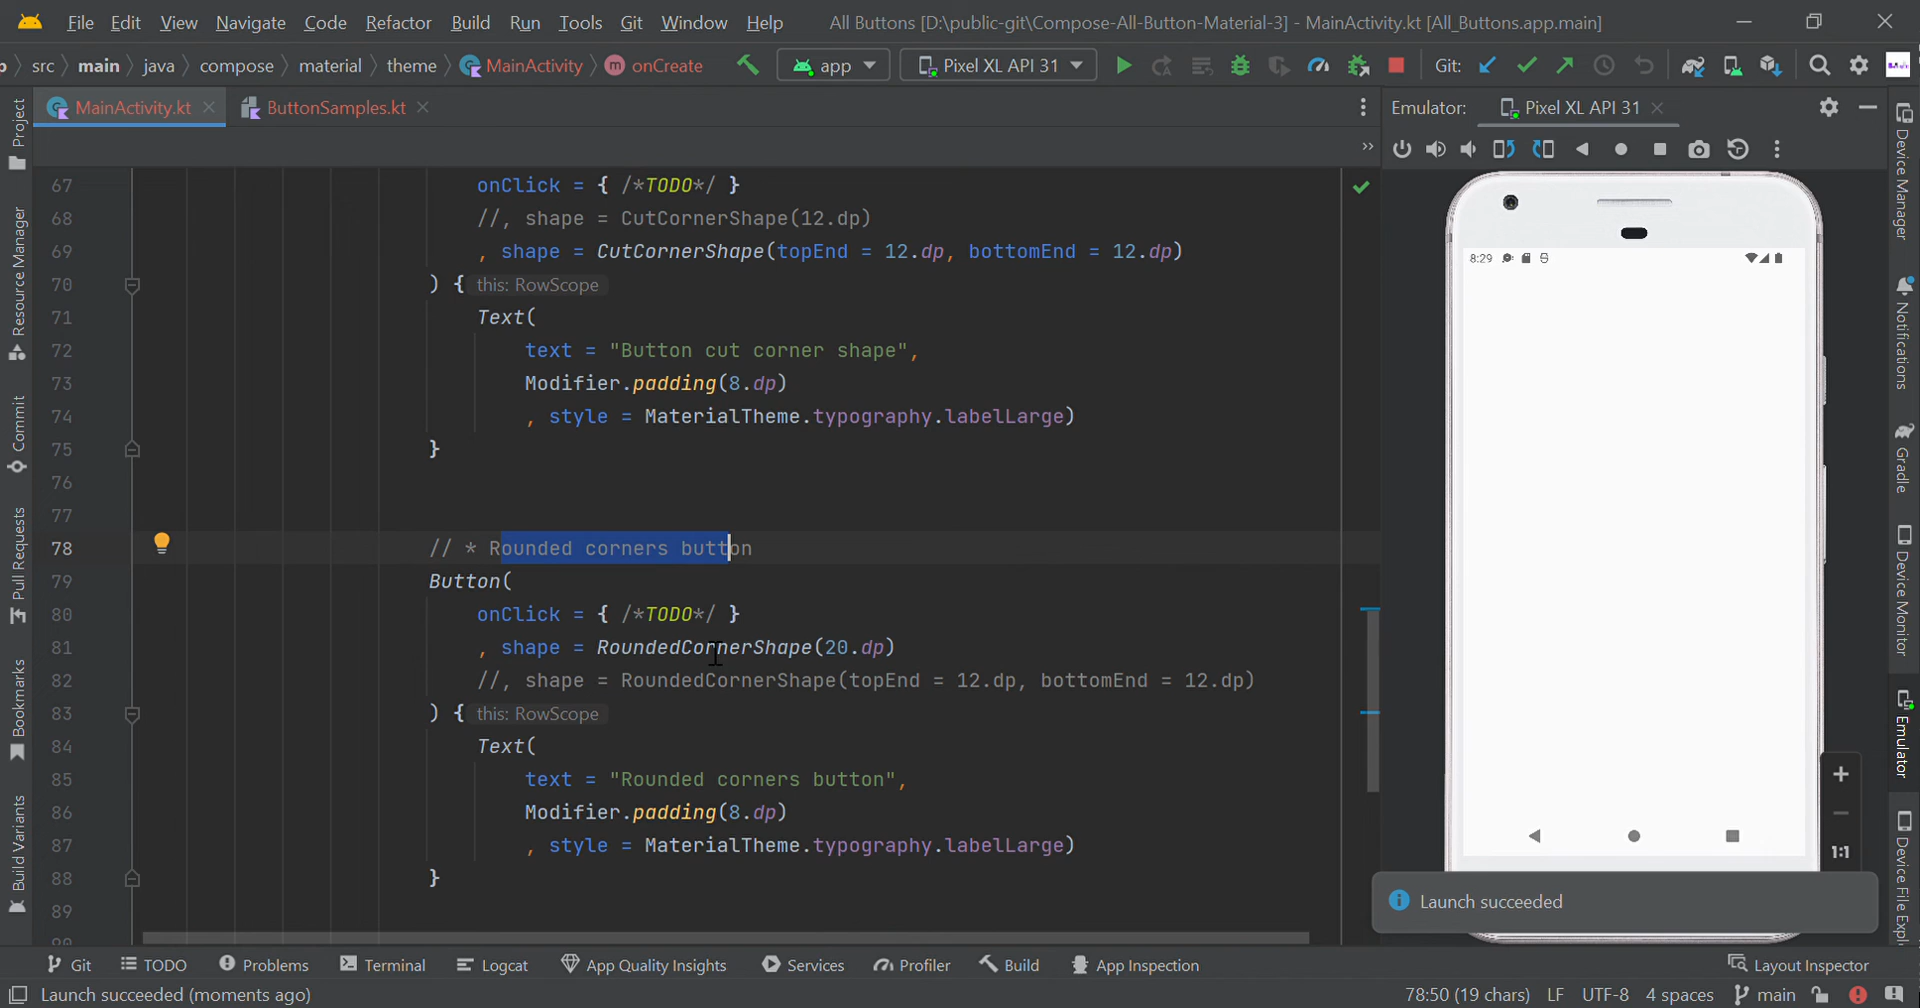 File Edit View Navigate Code Refactor Build Run Tools Git Window Help All Buttons [D:\public-git\Compose-All-Button-Material-3] - MainActivity.kt [All_Buttons.app.main]
src main java compose material theme MainActivity m onCreate app Pixel XL API 31 Git:
MainActivity.kt ButtonSamples.kt Emulator: Pixel XL API 31
67 onClick = { /*TODO*/ }
68 //, shape = CutCornerShape(12.dp)
69 , shape = CutCornerShape(topEnd = 12.dp, bottomEnd = 12.dp)
70 ) { this: RowScope
71 Text(
72 text = "Button cut corner shape",
73 Modifier.padding(8.dp)
74 , style = MaterialTheme.typography.labelLarge)
75 }
76
77
78 // * Rounded corners button
79 Button(
80 onClick = { /*TODO*/ }
81 , shape = RoundedCornerShape(20.dp)
82 //, shape = RoundedCornerShape(topEnd = 12.dp, bottomEnd = 12.dp)
83 ) { this: RowScope
84 Text(
85 text = "Rounded corners button",
86 Modifier.padding(8.dp)
87 , style = MaterialTheme.typography.labelLarge)
88 }
89
90
Project
Resource Manager
Commit
Pull Requests
Bookmarks
Build Variants
8:29
1:1
Launch succeeded
Device Manager
Notifications
Gradle
Device Monitor
Emulator
Device File Expl
Git TODO Problems Terminal Logcat App Quality Insights Services Profiler Build App Inspection Layout Inspector
Launch succeeded (moments ago) 78:50 (19 chars) LF UTF-8 4 spaces main